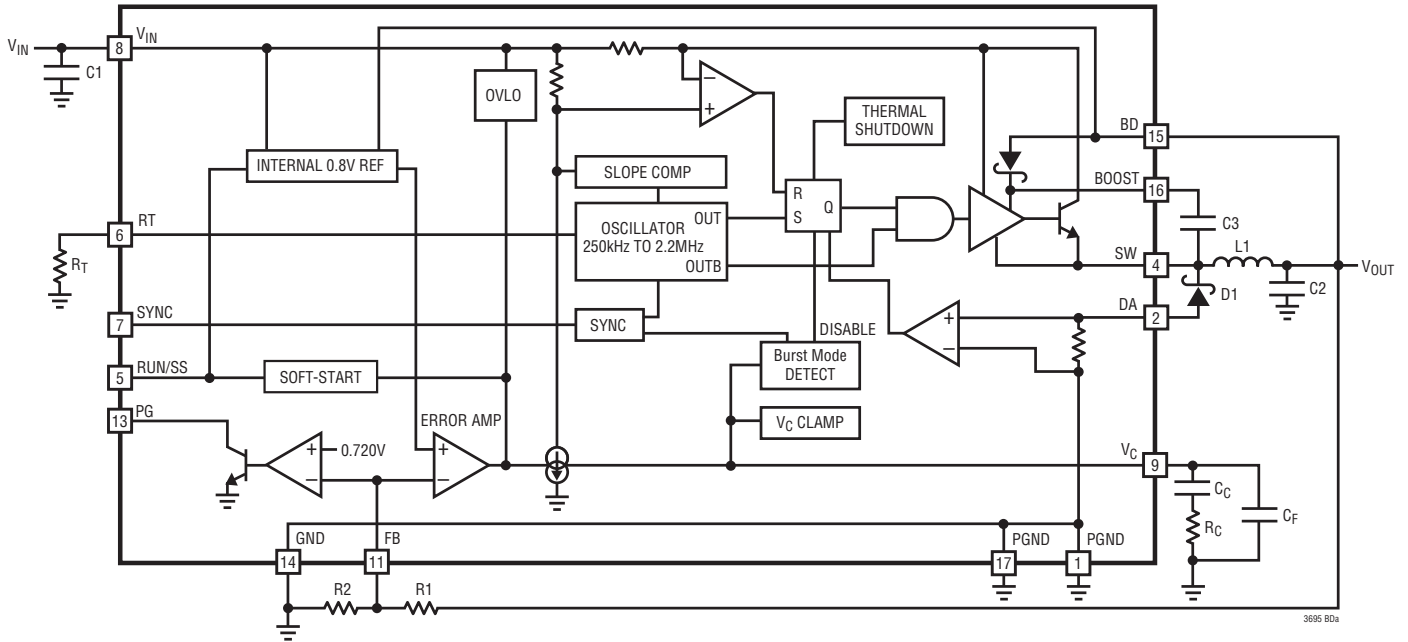 V_IN
8
V_IN
C1
OVLO
THERMAL
SHUTDOWN
BD
15
INTERNAL 0.8V REF
SLOPE COMP
R
S
Q
BOOST
16
RT
6
OSCILLATOR
250kHz TO 2.2MHz
OUT
OUTB
C3
R_T
SW
4
L1
V_OUT
D1
C2
SYNC
7
SYNC
DISABLE
DA
2
Burst Mode
DETECT
RUN/SS
5
SOFT-START
PG
13
ERROR AMP
V_C CLAMP
+
–
0.720V
+
–
+
–
+
–
V_C
9
C_C
R_C
C_F
GND
14
FB
11
PGND
17
PGND
1
R2
R1
3695 BDa